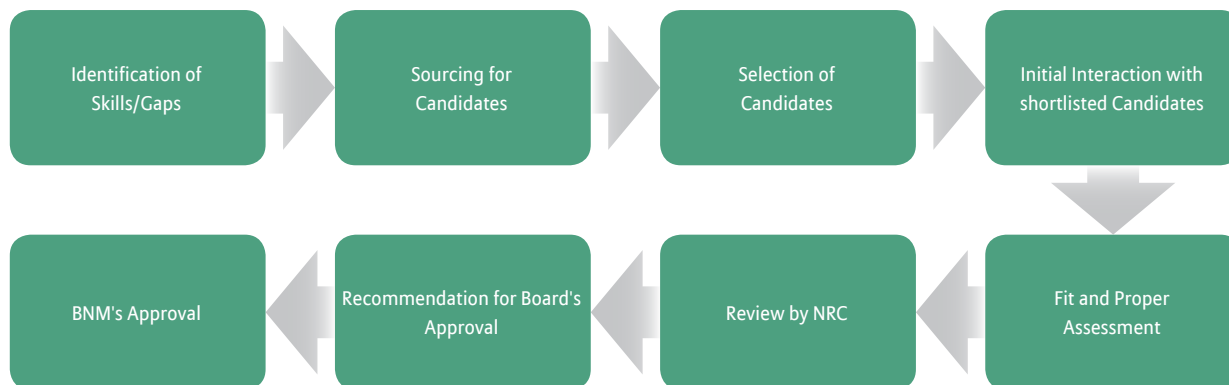 Identification of
Skills/Gaps
Sourcing for
Candidates
Selection of
Candidates
Initial Interaction with
shortlisted Candidates
Fit and Proper
Assessment
Review by NRC
Recommendation for Board's
Approval
BNM's Approval